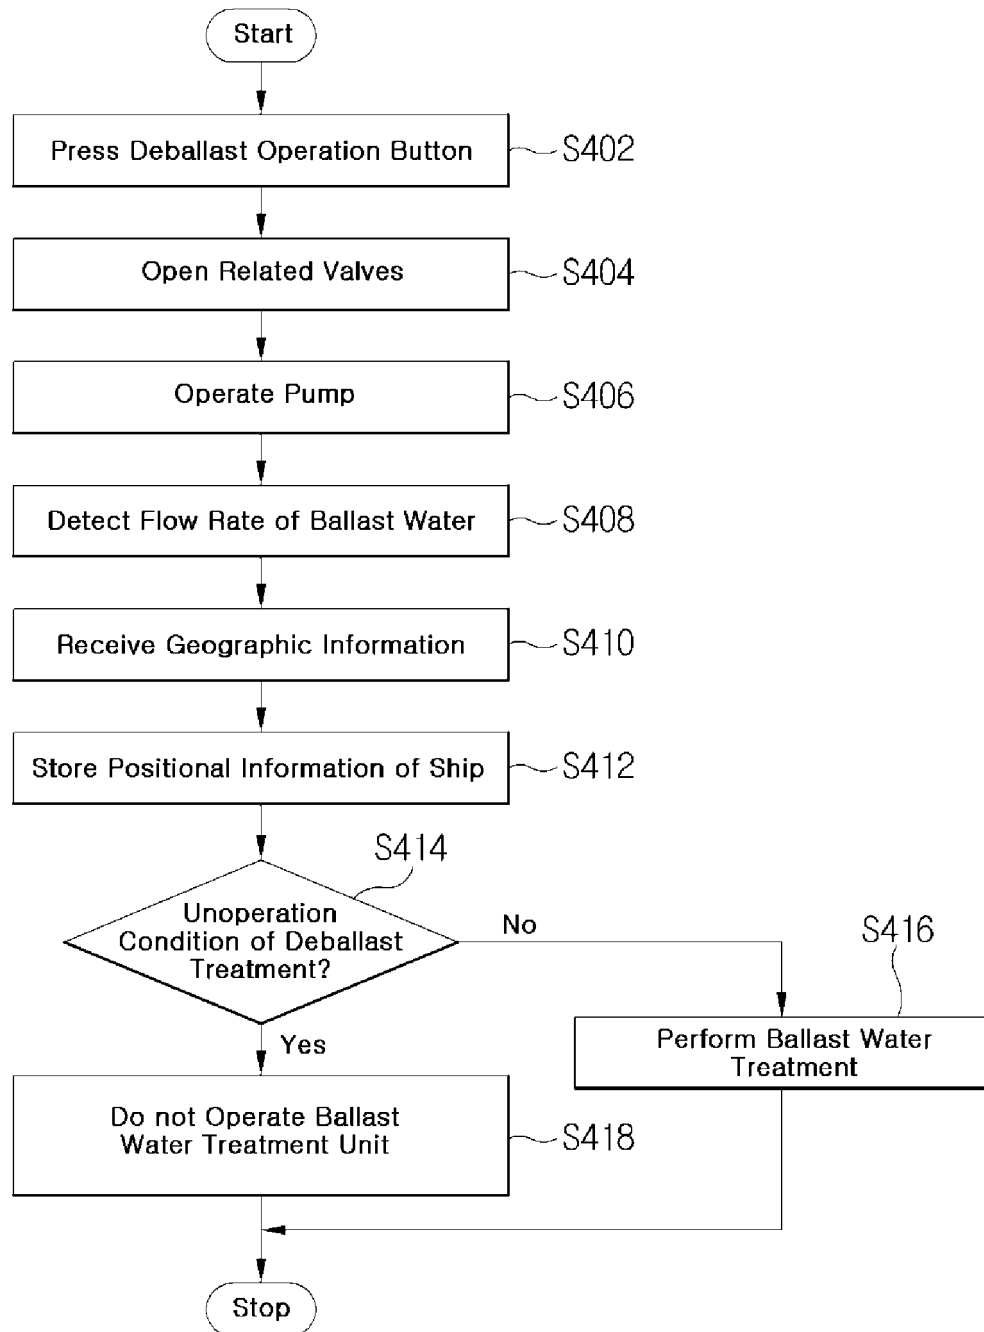 Start
Press Deballast Operation Button
S402
Open Related Valves
S404
Operate Pump
S406
Detect Flow Rate of Ballast Water
S408
Receive Geographic Information
S410
Store Positional Information of Ship
S412
S414
Unoperation
Condition of Deballast
Treatment?
No
S416
Perform Ballast Water
Treatment
Yes
Do not Operate Ballast
Water Treatment Unit
S418
Stop